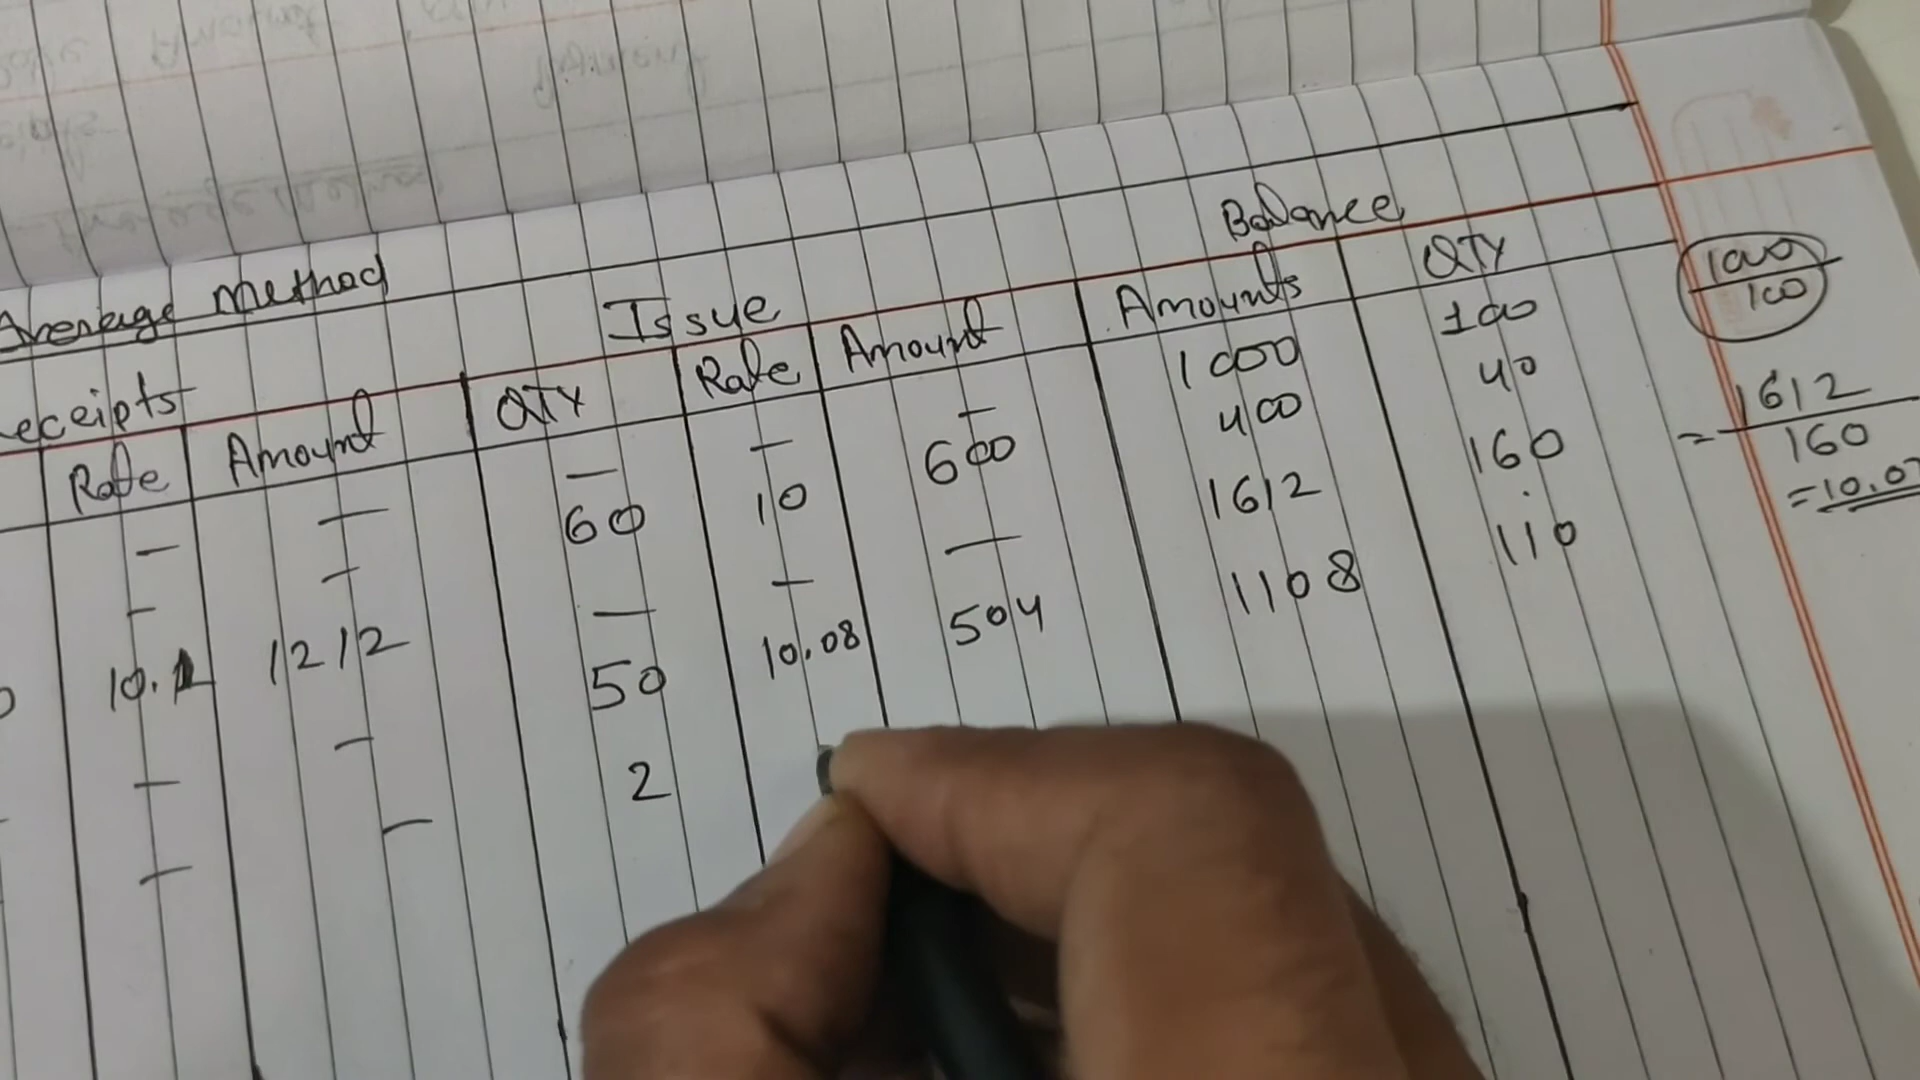 Average Method
Balance
Issue
eceipts
Rate Amount QTY Rate Amount Amounts QTY
— — — — — 1000 100
— — 60 10 600 400 40
10.1 1212 — — — 1612 160
— — 50 10.08 504 1108 110
— — 2
1000
100
= 1612
160
=10.07